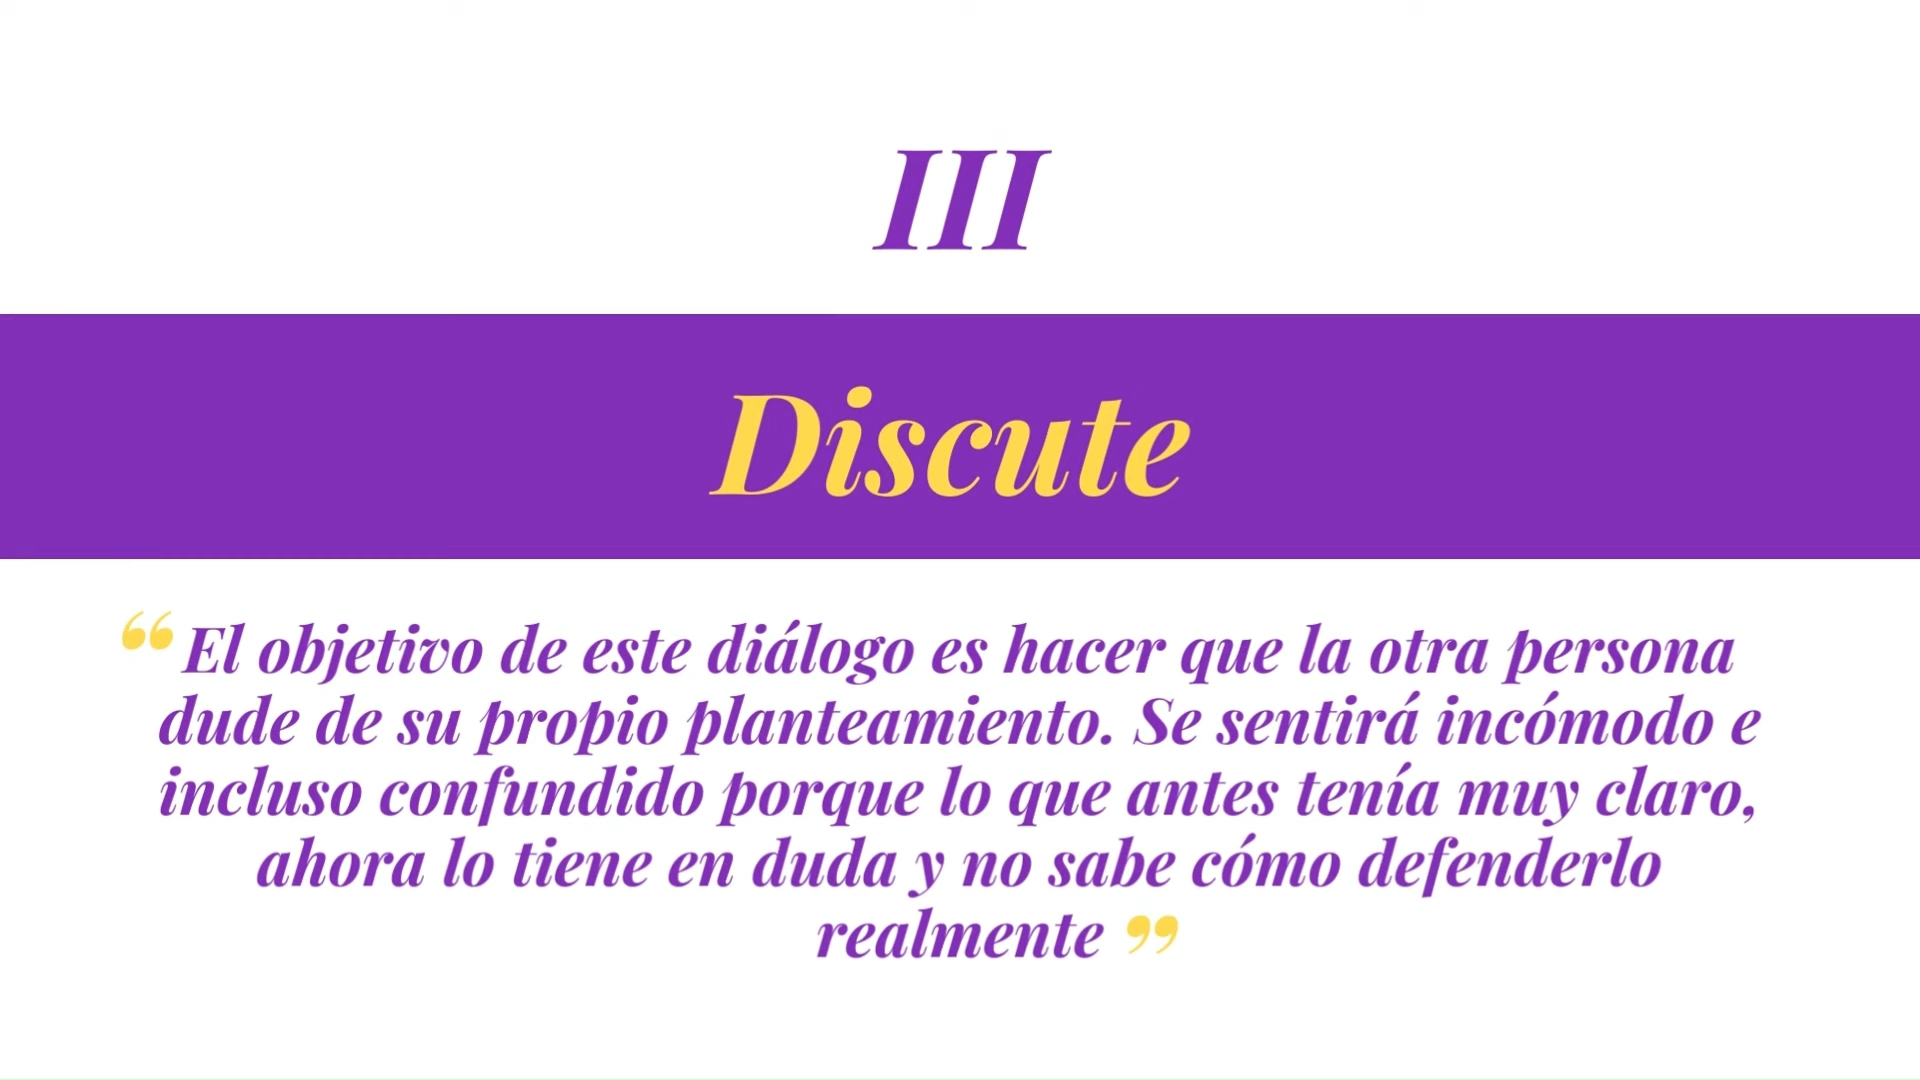 III
Discute
“El objetivo de este diálogo es hacer que la otra persona
dude de su propio planteamiento. Se sentirá incómodo e
incluso confundido porque lo que antes tenía muy claro,
ahora lo tiene en duda y no sabe cómo defenderlo
realmente ”